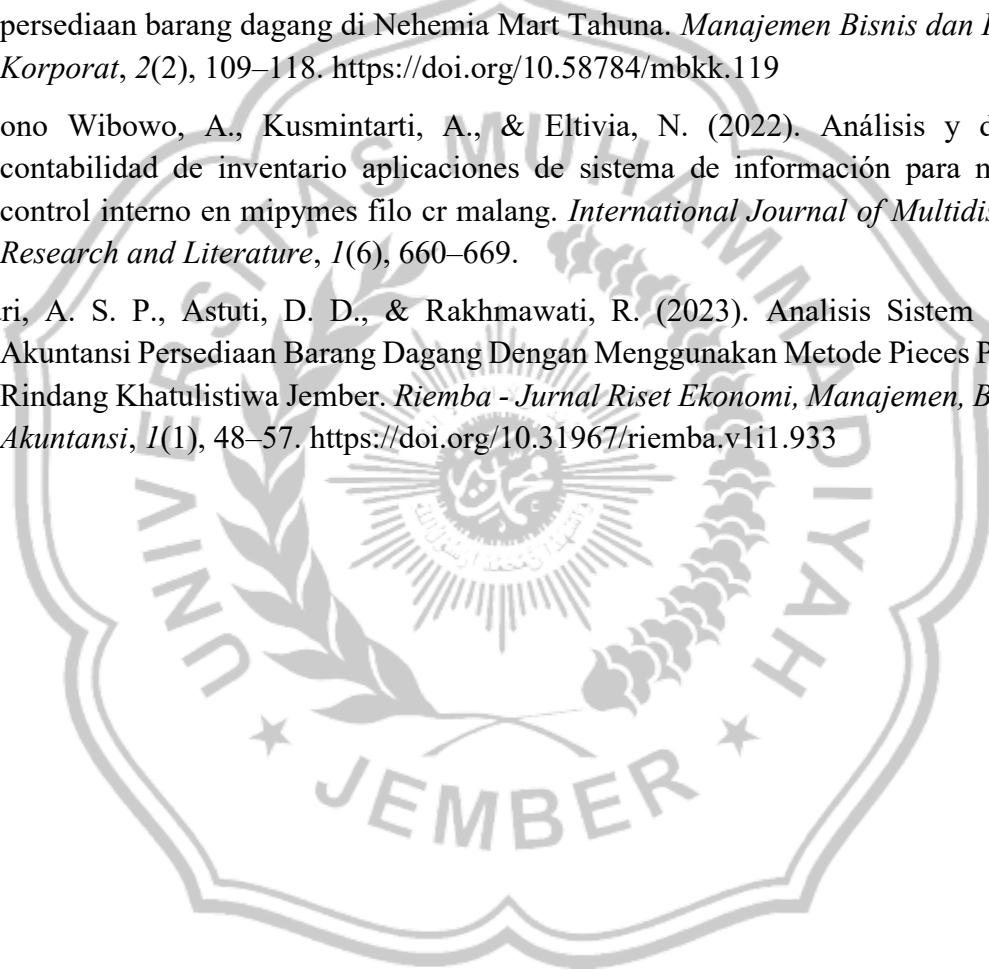 persediaan barang dagang di Nehemia Mart Tahuna. Manajemen Bisnis dan
Korporat, 2(2), 109–118. https://doi.org/10.58784/mbkk.119
ono Wibowo, A., Kusmintarti, A., & Eltivia, N. (2022). Análisis y
contabilidad de inventario aplicaciones de sistema de información para
control interno en mipymes filo cr malang. International Journal of
Research and Literature, 1(6), 660–669.
ri, A. S. P., Astuti, D. D., & Rakhmawati, R. (2023). Analisis Sistem
Akuntansi Persediaan Barang Dagang Dengan Menggunakan Metode Pieces
Rindang Khatulistiwa Jember. Riemba - Jurnal Riset Ekonomi, Manajemen,
Akuntansi, 1(1), 48–57. https://doi.org/10.31967/riemba.v1i1.933
UNIVERSITAS MUHAMMADIYAH
JEMBER